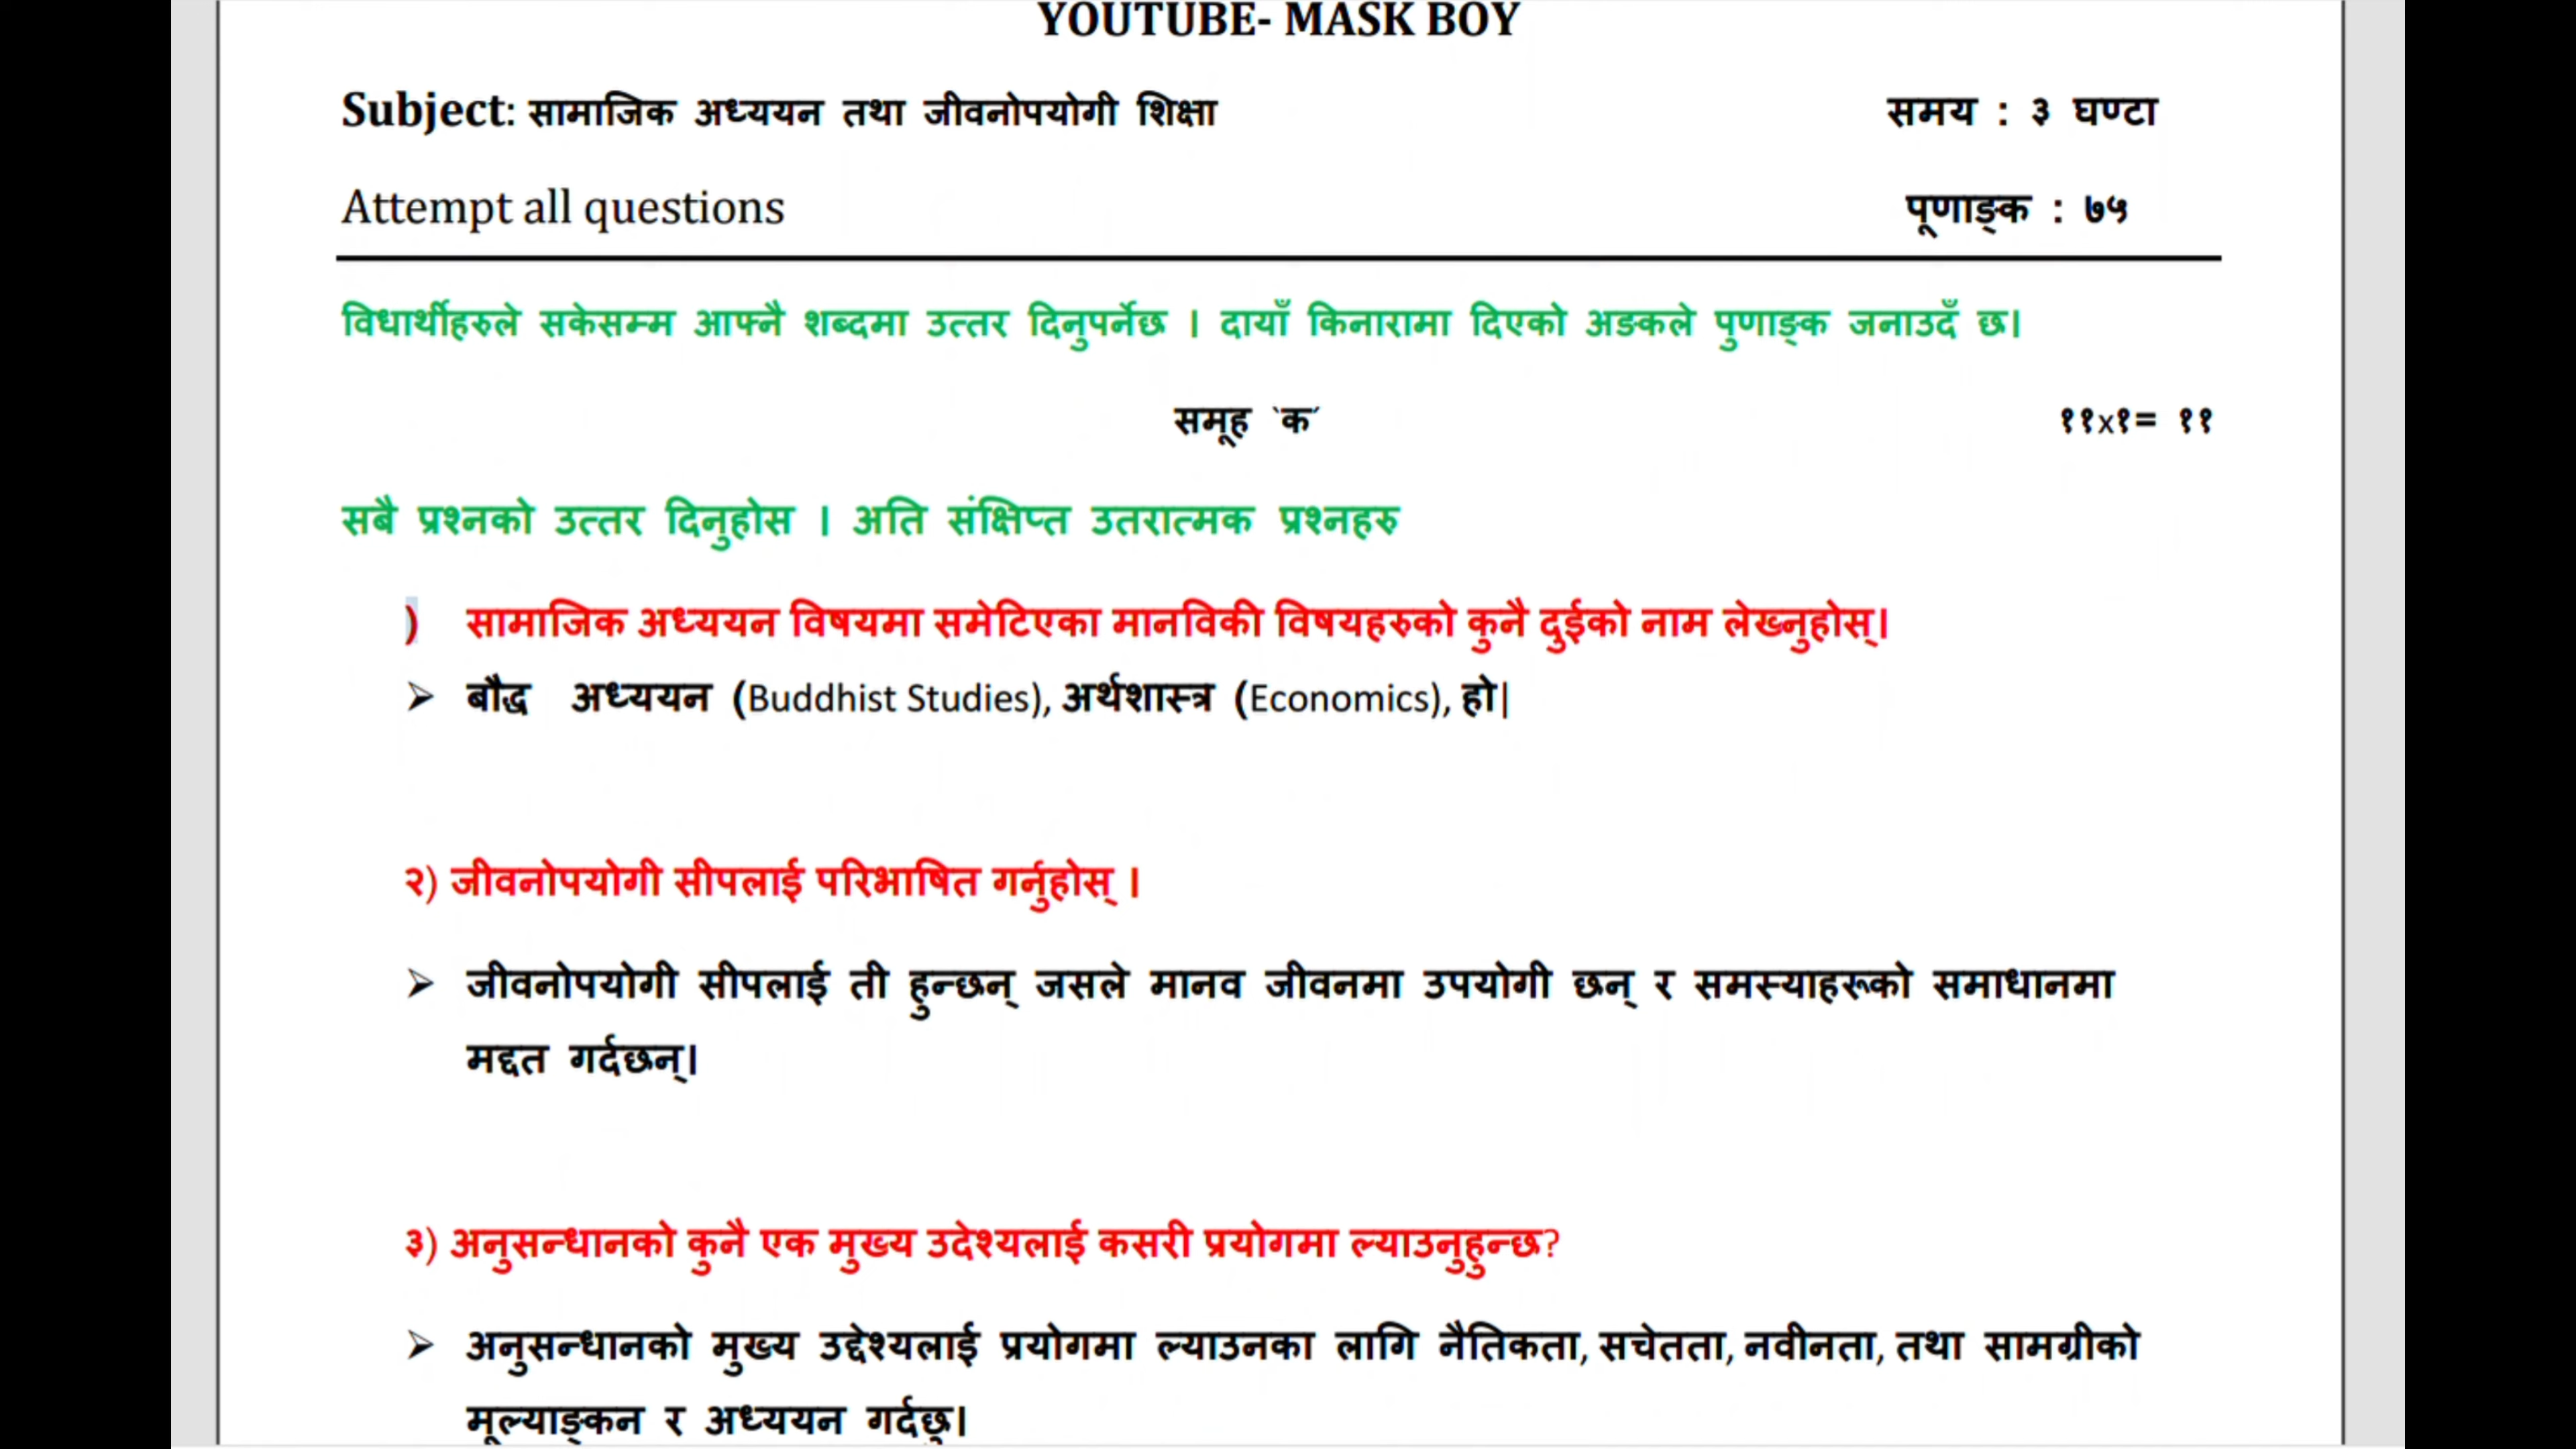 YOUTUBE- MASK BOY
Subject: सामाजिक अध्ययन तथा जीवनोपयोगी शिक्षा समय : ३ घण्टा
Attempt all questions पूणाङ्क : ७५
विधार्थीहरुले सकेसम्म आफ्नै शब्दमा उत्तर दिनुपर्नेछ । दायाँ किनारामा दिएको अङकले पुणाङ्क जनाउदँ छ।
समूह `क´ ११x१= ११
सबै प्रश्नको उत्तर दिनुहोस । अति संक्षिप्त उतरात्मक प्रश्नहरु
) सामाजिक अध्ययन विषयमा समेटिएका मानविकी विषयहरुको कुनै दुईको नाम लेख्नुहोस्।
➢ बौद्ध अध्ययन (Buddhist Studies), अर्थशास्त्र (Economics), हो|
२) जीवनोपयोगी सीपलाई परिभाषित गर्नुहोस् ।
➢ जीवनोपयोगी सीपलाई ती हुन्छन् जसले मानव जीवनमा उपयोगी छन् र समस्याहरूको समाधानमा
मद्दत गर्दछन्।
३) अनुसन्धानको कुनै एक मुख्य उदेश्यलाई कसरी प्रयोगमा ल्याउनुहुन्छ?
➢ अनुसन्धानको मुख्य उद्देश्यलाई प्रयोगमा ल्याउनका लागि नैतिकता, सचेतता, नवीनता, तथा सामग्रीको
मूल्याङ्कन र अध्ययन गर्दछु।